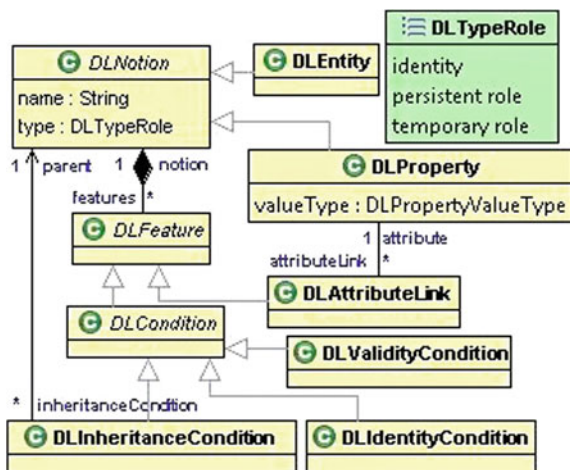 DLNotion
name : String
type : DLTypeRole
DLEntity
DLTypeRole
identity
persistent role
temporary role
1 parent 1 notion
features *
DLProperty
valueType : DLPropertyValueType
1 attribute
attributeLink *
DLFeature
DLAttributeLink
DLCondition
DLValidityCondition
* inheritanceCondition
DLInheritanceCondition
DLIdentityCondition